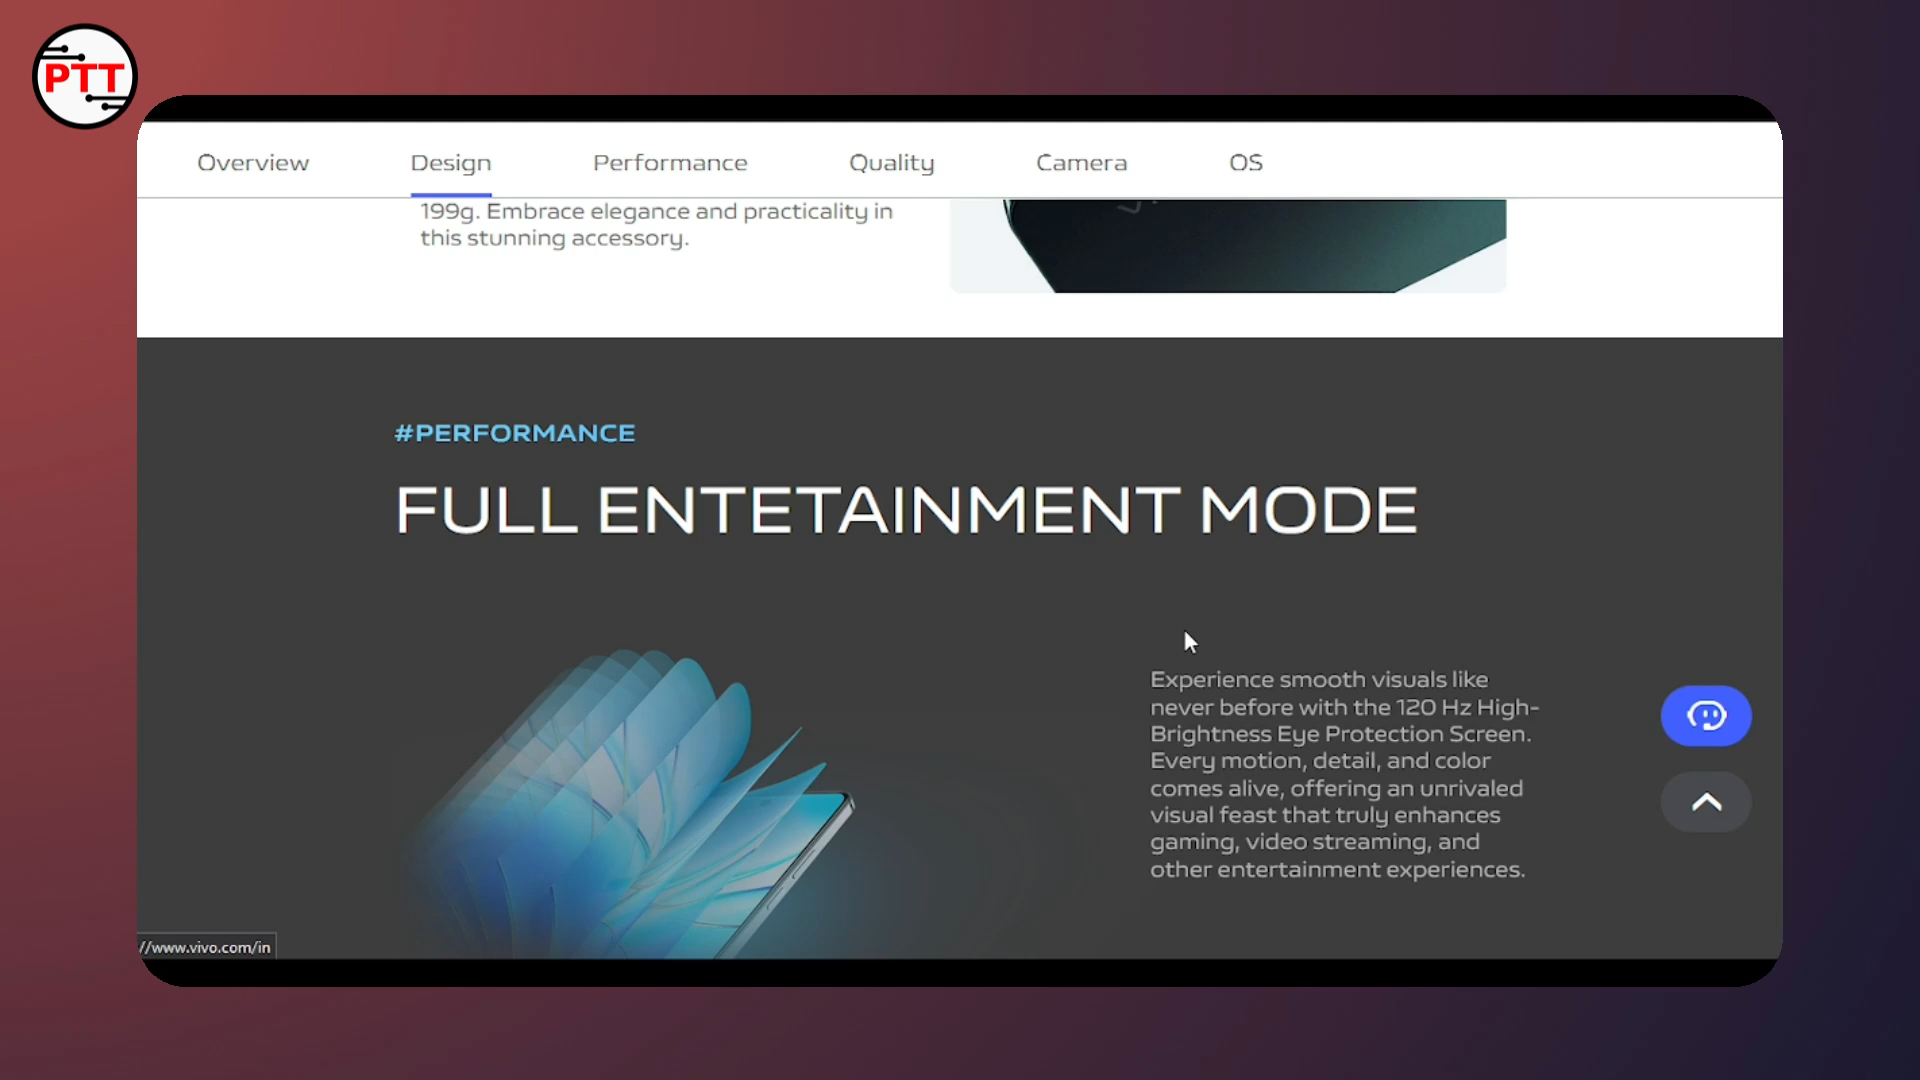 PTT
Overview Design Performance Quality Camera OS
199g. Embrace elegance and practicality in
this stunning accessory.
#PERFORMANCE
FULL ENTETAINMENT MODE
Experience smooth visuals like
never before with the 120 Hz High-
Brightness Eye Protection Screen.
Every motion, detail, and color
comes alive, offering an unrivaled
visual feast that truly enhances
gaming, video streaming, and
other entertainment experiences.
//www.vivo.com/in